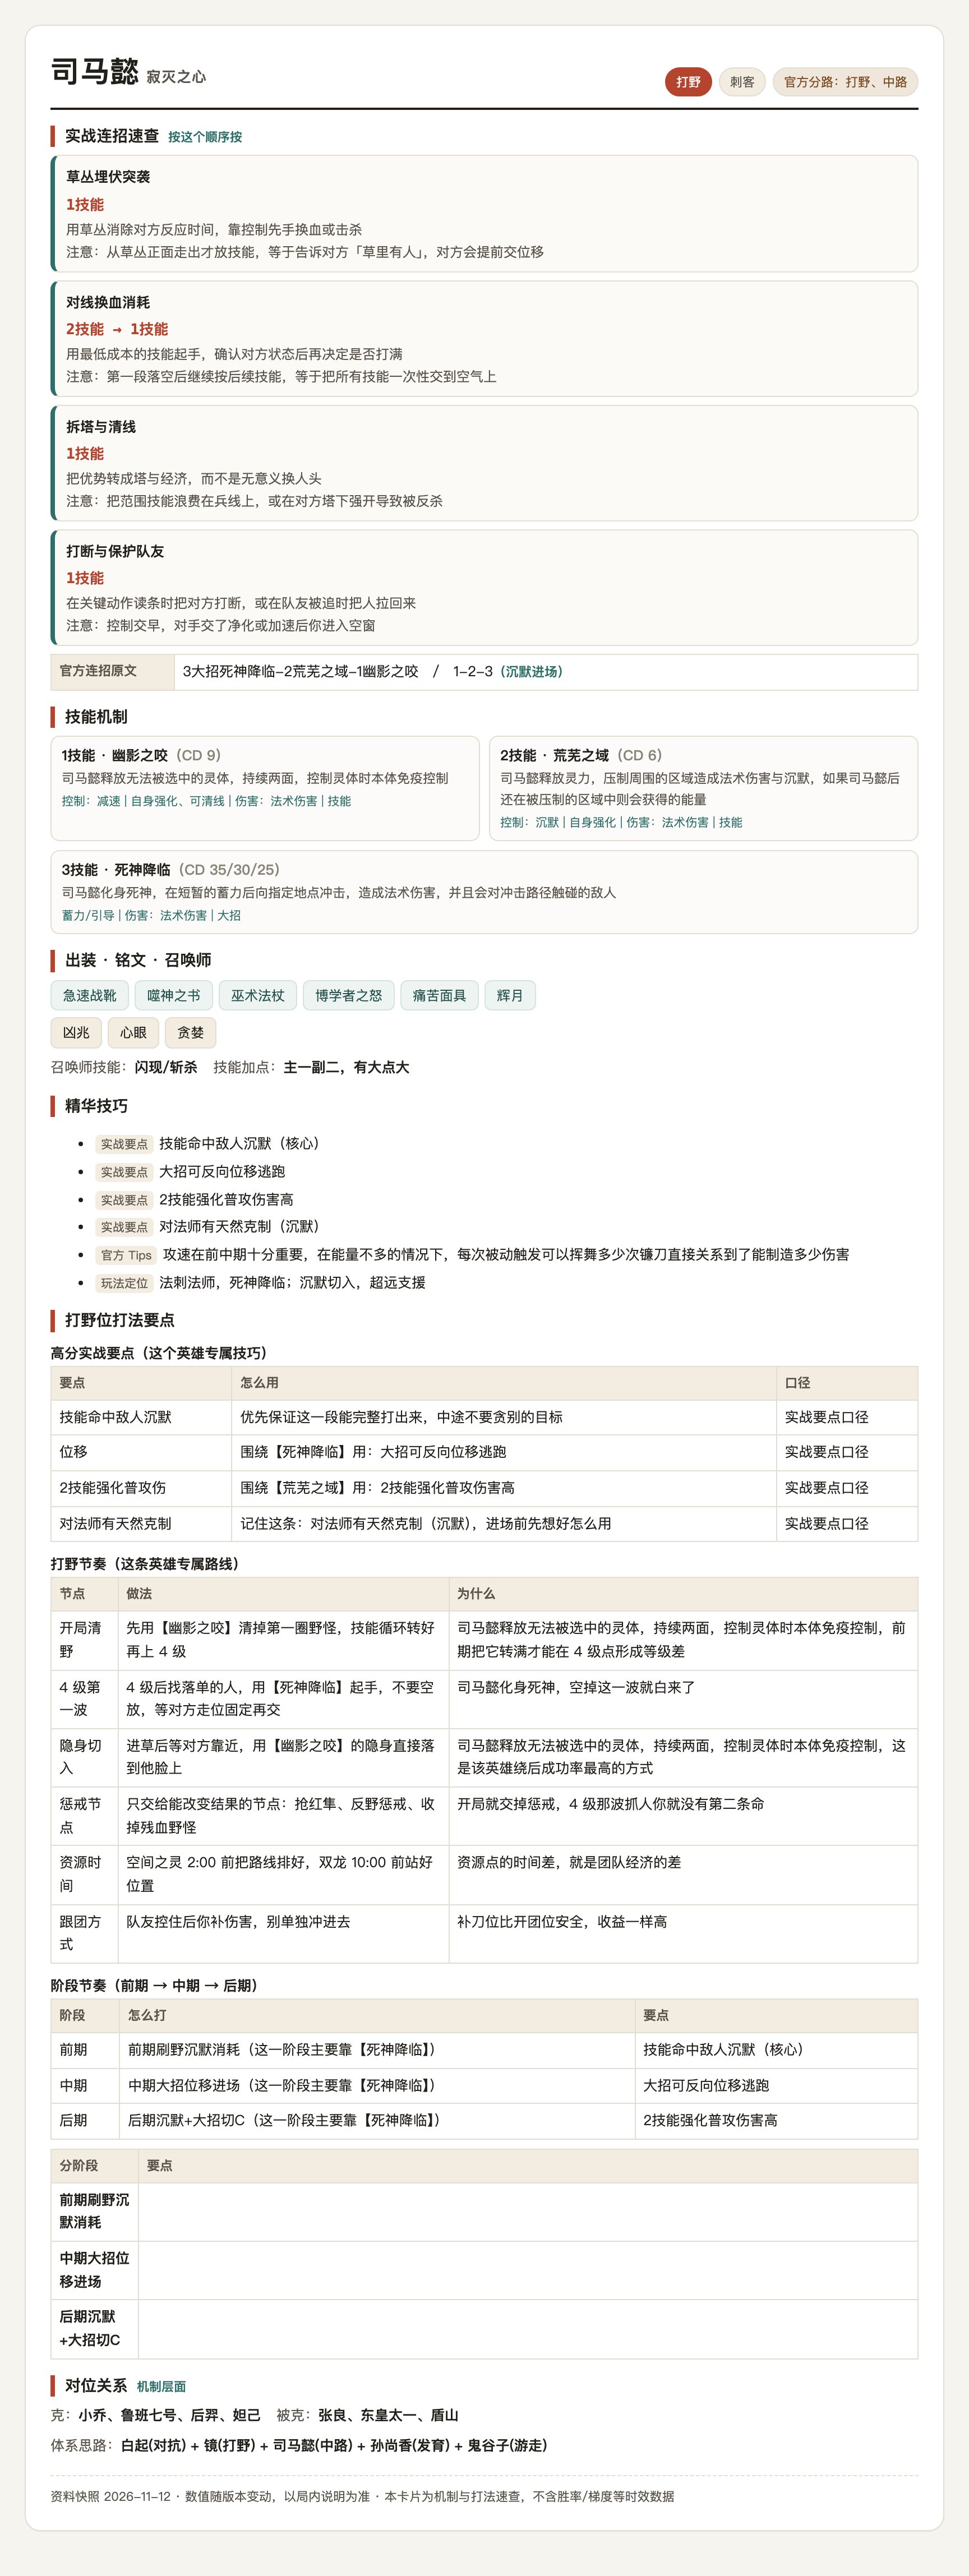 司马懿 寂灭之心
打野 刺客 官方分路：打野、中路
实战连招速查 按这个顺序按
草丛埋伏突袭
1技能
用草丛消除对方反应时间，靠控制先手换血或击杀
注意：从草丛正面走出才放技能，等于告诉对方「草里有人」，对方会提前交位移
对线换血消耗
2技能 → 1技能
用最低成本的技能起手，确认对方状态后再决定是否打满
注意：第一段落空后继续按后续技能，等于把所有技能一次性交到空气上
拆塔与清线
1技能
把优势转成塔与经济，而不是无意义换人头
注意：把范围技能浪费在兵线上，或在对方塔下强开导致被反杀
打断与保护队友
1技能
在关键动作读条时把对方打断，或在队友被追时把人拉回来
注意：控制交早，对手交了净化或加速后你进入空窗
官方连招原文 3大招死神降临–2荒芜之域–1幽影之咬 / 1–2–3（沉默进场）
技能机制
1技能 · 幽影之咬（CD 9）
司马懿释放无法被选中的灵体，持续两面，控制灵体时本体免疫控制
控制：减速 | 自身强化、可清线 | 伤害：法术伤害 | 技能
2技能 · 荒芜之域（CD 6）
司马懿释放灵力，压制周围的区域造成法术伤害与沉默，如果司马懿后
还在被压制的区域中则会获得的能量
控制：沉默 | 自身强化 | 伤害：法术伤害 | 技能
3技能 · 死神降临（CD 35/30/25）
司马懿化身死神，在短暂的蓄力后向指定地点冲击，造成法术伤害，并且会对冲击路径触碰的敌人
蓄力/引导 | 伤害：法术伤害 | 大招
出装 · 铭文 · 召唤师
急速战靴 噬神之书 巫术法杖 博学者之怒 痛苦面具 辉月
凶兆 心眼 贪婪
召唤师技能：闪现/斩杀 技能加点：主一副二，有大点大
精华技巧
• 实战要点 技能命中敌人沉默（核心）
• 实战要点 大招可反向位移逃跑
• 实战要点 2技能强化普攻伤害高
• 实战要点 对法师有天然克制（沉默）
• 官方 Tips 攻速在前中期十分重要，在能量不多的情况下，每次被动触发可以挥舞多少次镰刀直接关系到了能制造多少伤害
• 玩法定位 法刺法师，死神降临；沉默切入，超远支援
打野位打法要点
高分实战要点（这个英雄专属技巧）
要点 怎么用 口径
技能命中敌人沉默 优先保证这一段能完整打出来，中途不要贪别的目标 实战要点口径
位移 围绕【死神降临】用：大招可反向位移逃跑 实战要点口径
2技能强化普攻伤 围绕【荒芜之域】用：2技能强化普攻伤害高 实战要点口径
对法师有天然克制 记住这条：对法师有天然克制（沉默），进场前先想好怎么用 实战要点口径
打野节奏（这条英雄专属路线）
节点 做法 为什么
开局清
野
先用【幽影之咬】清掉第一圈野怪，技能循环转好
再上 4 级
司马懿释放无法被选中的灵体，持续两面，控制灵体时本体免疫控制，前
期把它转满才能在 4 级点形成等级差
4 级第
一波
4 级后找落单的人，用【死神降临】起手，不要空
放，等对方走位固定再交
司马懿化身死神，空掉这一波就白来了
隐身切
入
进草后等对方靠近，用【幽影之咬】的隐身直接落
到他脸上
司马懿释放无法被选中的灵体，持续两面，控制灵体时本体免疫控制，这
是该英雄绕后成功率最高的方式
惩戒节
点
只交给能改变结果的节点：抢红隼、反野惩戒、收
掉残血野怪
开局就交掉惩戒，4 级那波抓人你就没有第二条命
资源时
间
空间之灵 2:00 前把路线排好，双龙 10:00 前站好
位置
资源点的时间差，就是团队经济的差
跟团方
式
队友控住后你补伤害，别单独冲进去
补刀位比开团位安全，收益一样高
阶段节奏（前期 → 中期 → 后期）
阶段 怎么打 要点
前期 前期刷野沉默消耗（这一阶段主要靠【死神降临】） 技能命中敌人沉默（核心）
中期 中期大招位移进场（这一阶段主要靠【死神降临】） 大招可反向位移逃跑
后期 后期沉默+大招切C（这一阶段主要靠【死神降临】） 2技能强化普攻伤害高
分阶段 要点
前期刷野沉
默消耗
中期大招位
移进场
后期沉默
+大招切C
对位关系 机制层面
克：小乔、鲁班七号、后羿、妲己 被克：张良、东皇太一、盾山
体系思路：白起(对抗) + 镜(打野) + 司马懿(中路) + 孙尚香(发育) + 鬼谷子(游走)
资料快照 2026–11–12 · 数值随版本变动，以局内说明为准 · 本卡片为机制与打法速查，不含胜率/梯度等时效数据